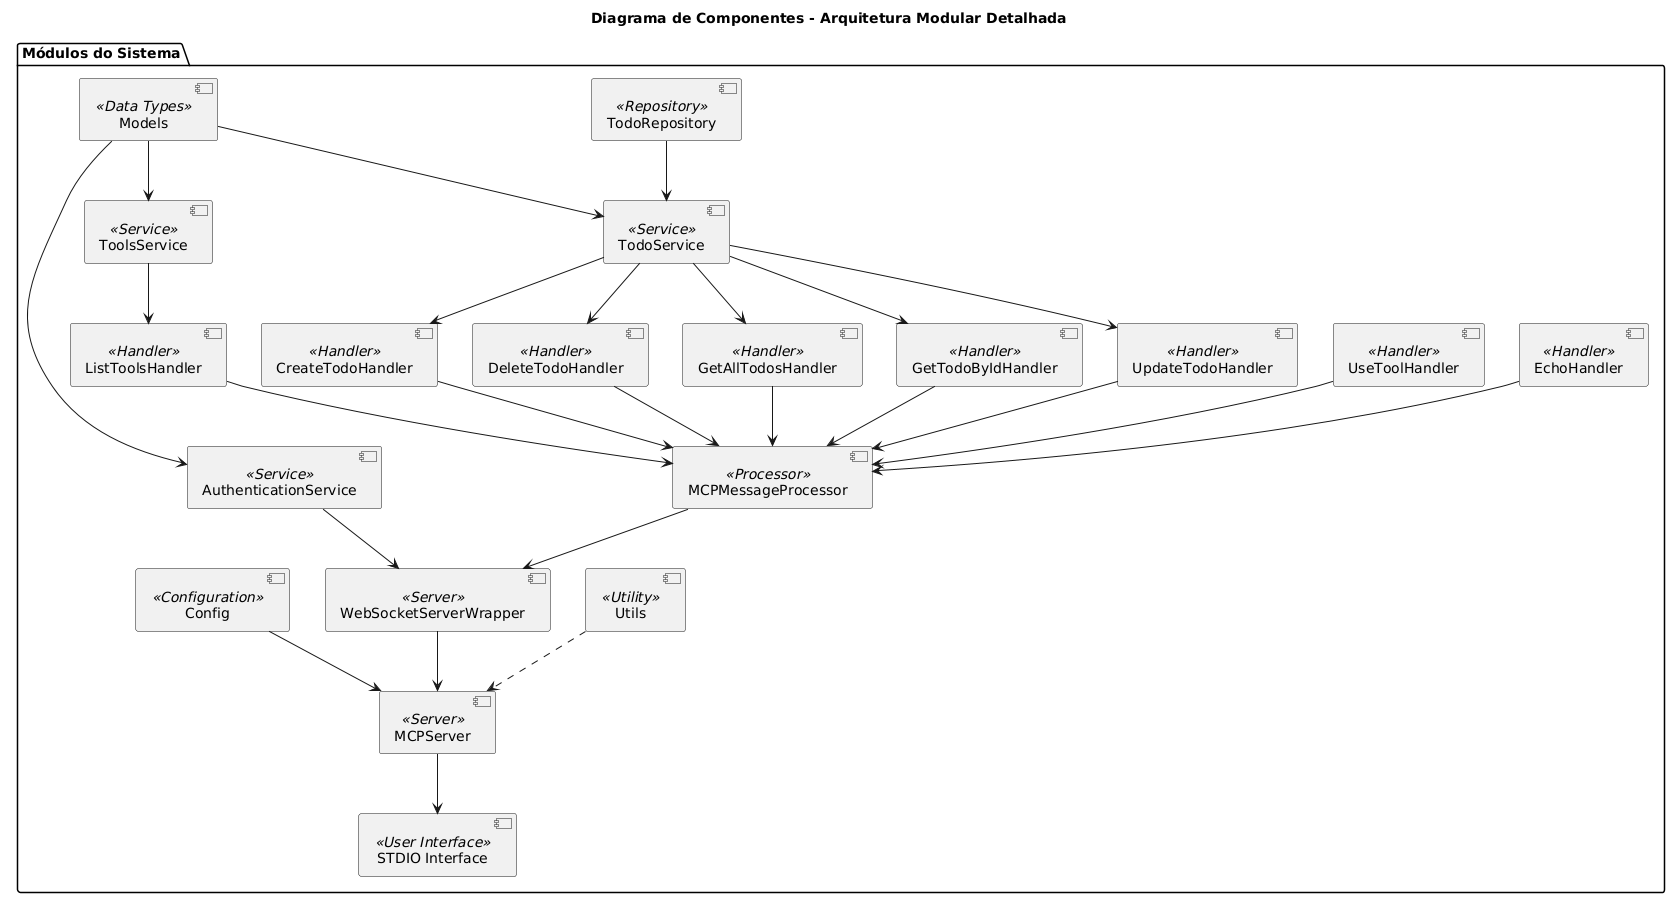 Diagrama de Componentes - Arquitetura Modular Detalhada
Módulos do Sistema
«Data Types»
Models
«Repository»
TodoRepository
«Service»
ToolsService
«Service»
TodoService
«Handler»
ListToolsHandler
«Handler»
CreateTodoHandler
«Handler»
DeleteTodoHandler
«Handler»
GetAllTodosHandler
«Handler»
GetTodoByIdHandler
«Handler»
UpdateTodoHandler
«Handler»
UseToolHandler
«Handler»
EchoHandler
«Service»
AuthenticationService
«Processor»
MCPMessageProcessor
«Configuration»
Config
«Server»
WebSocketServerWrapper
«Utility»
Utils
«Server»
MCPServer
«User Interface»
STDIO Interface